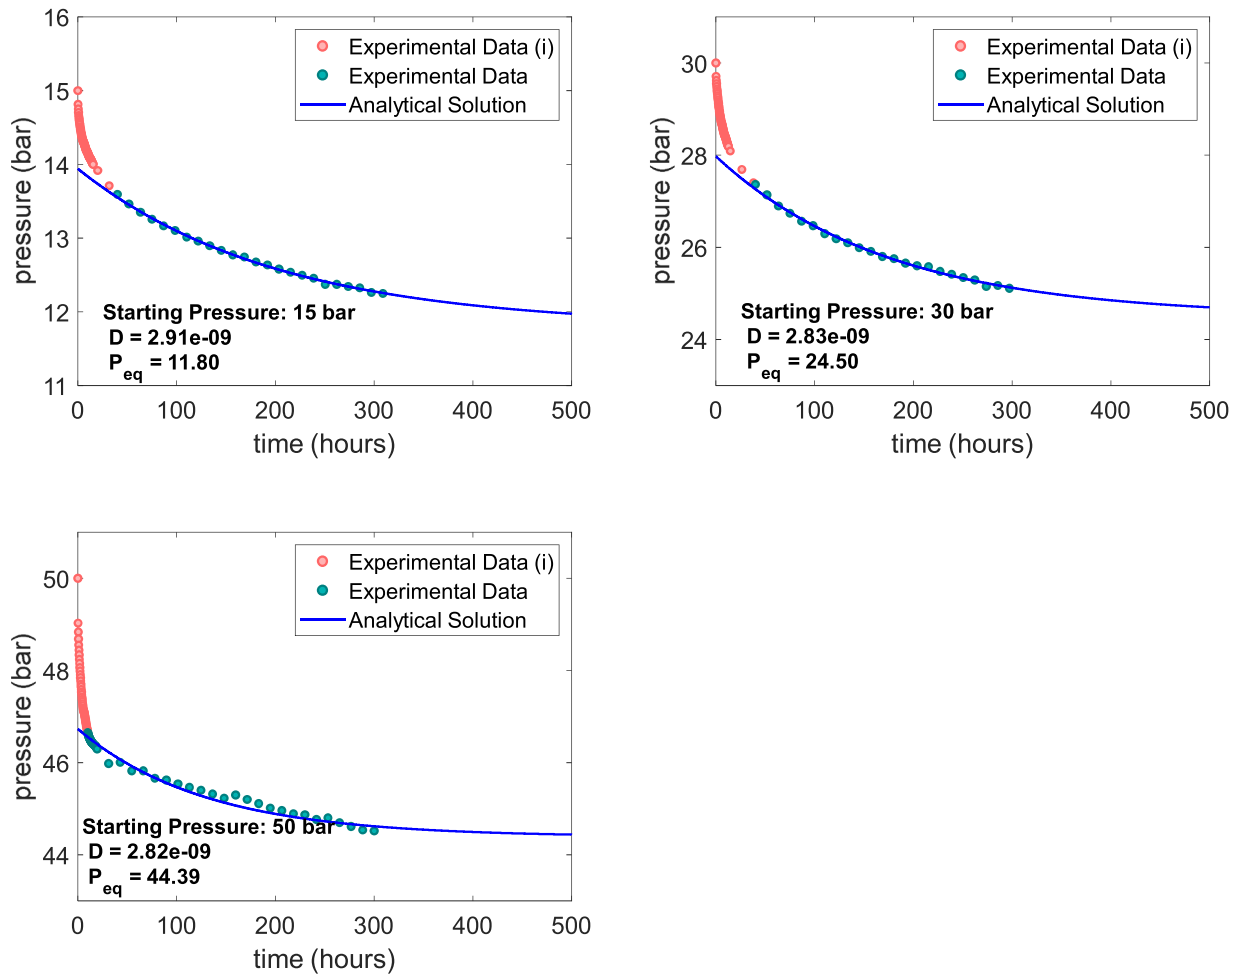 16
15
14
13
12
11
pressure (bar)
Experimental Data (i)
Experimental Data
Analytical Solution
Starting Pressure: 15 bar
D = 2.91e-09
P_eq = 11.80
0 100 200 300 400 500
time (hours)
30
28
26
24
pressure (bar)
Experimental Data (i)
Experimental Data
Analytical Solution
Starting Pressure: 30 bar
D = 2.83e-09
P_eq = 24.50
0 100 200 300 400 500
time (hours)
50
48
46
44
pressure (bar)
Experimental Data (i)
Experimental Data
Analytical Solution
Starting Pressure: 50 bar
D = 2.82e-09
P_eq = 44.39
0 100 200 300 400 500
time (hours)